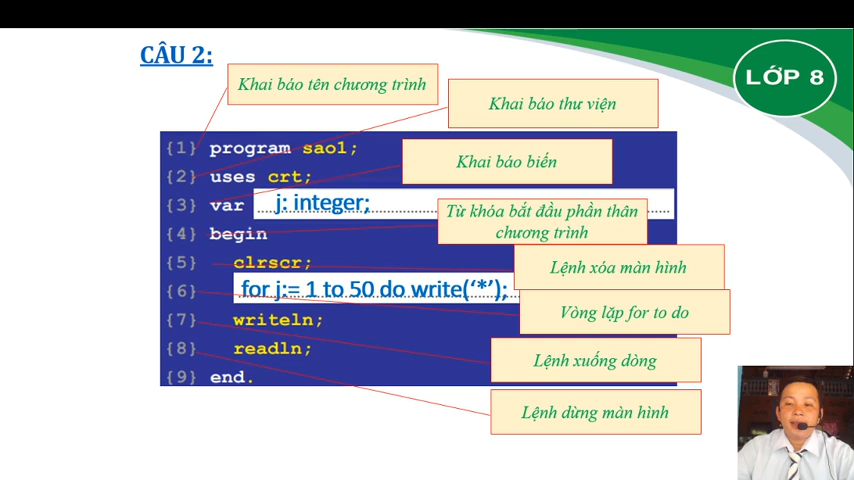 CÂU 2:
LỚP 8
Khai báo tên chương trình
Khai báo thư viện
{1} program sao1;
Khai báo biến
{2} uses crt;
{3} var j: integer;
Từ khóa bắt đầu phần thân
chương trình
{4} begin
{5} clrscr;
Lệnh xóa màn hình
{6} for j:= 1 to 50 do write(‘*’);
Vòng lặp for to do
{7} writeln;
{8} readln;
Lệnh xuống dòng
{9} end.
Lệnh dừng màn hình